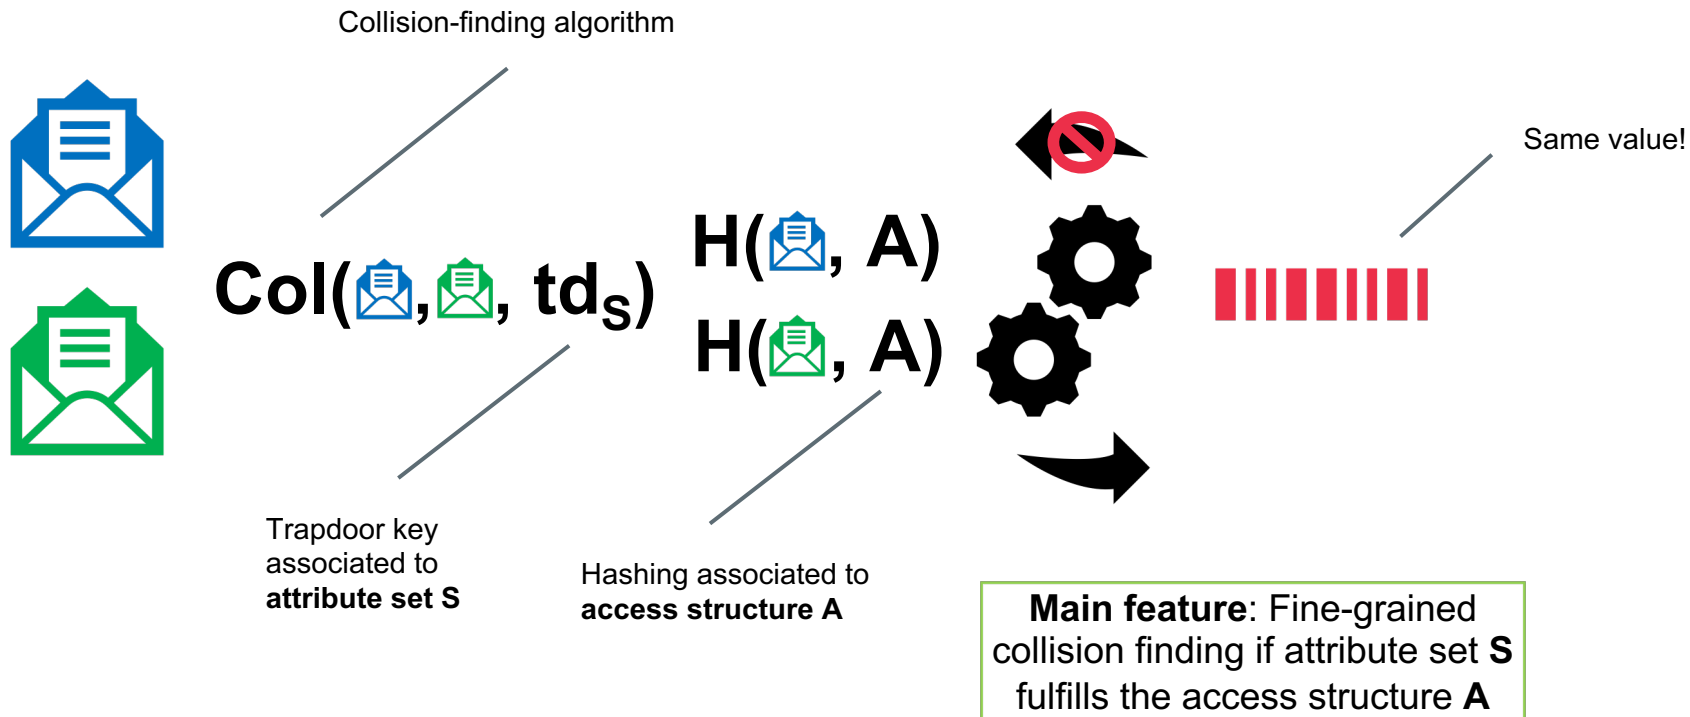 Collision-finding algorithm
Same value!
H(, A)
Col(,, td_S)
H(, A)
Trapdoor key
associated to
attribute set S
Hashing associated to
access structure A
Main feature: Fine-grained
collision finding if attribute set S
fulfills the access structure A